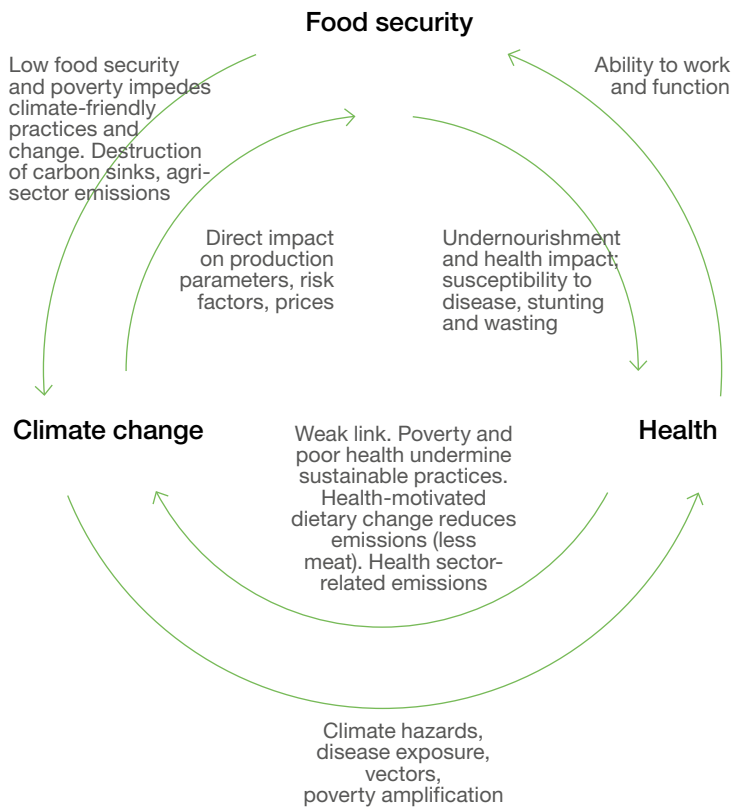 Food security
Low food security
and poverty impedes
climate-friendly
practices and
change. Destruction
of carbon sinks, agri-
sector emissions
Ability to work
and function
Direct impact
on production
parameters, risk
factors, prices
Undernourishment
and health impact;
susceptibility to
disease, stunting
and wasting
Climate change
Weak link. Poverty and
poor health undermine
sustainable practices.
Health-motivated
dietary change reduces
emissions (less
meat). Health sector-
related emissions
Health
Climate hazards,
disease exposure,
vectors,
poverty amplification